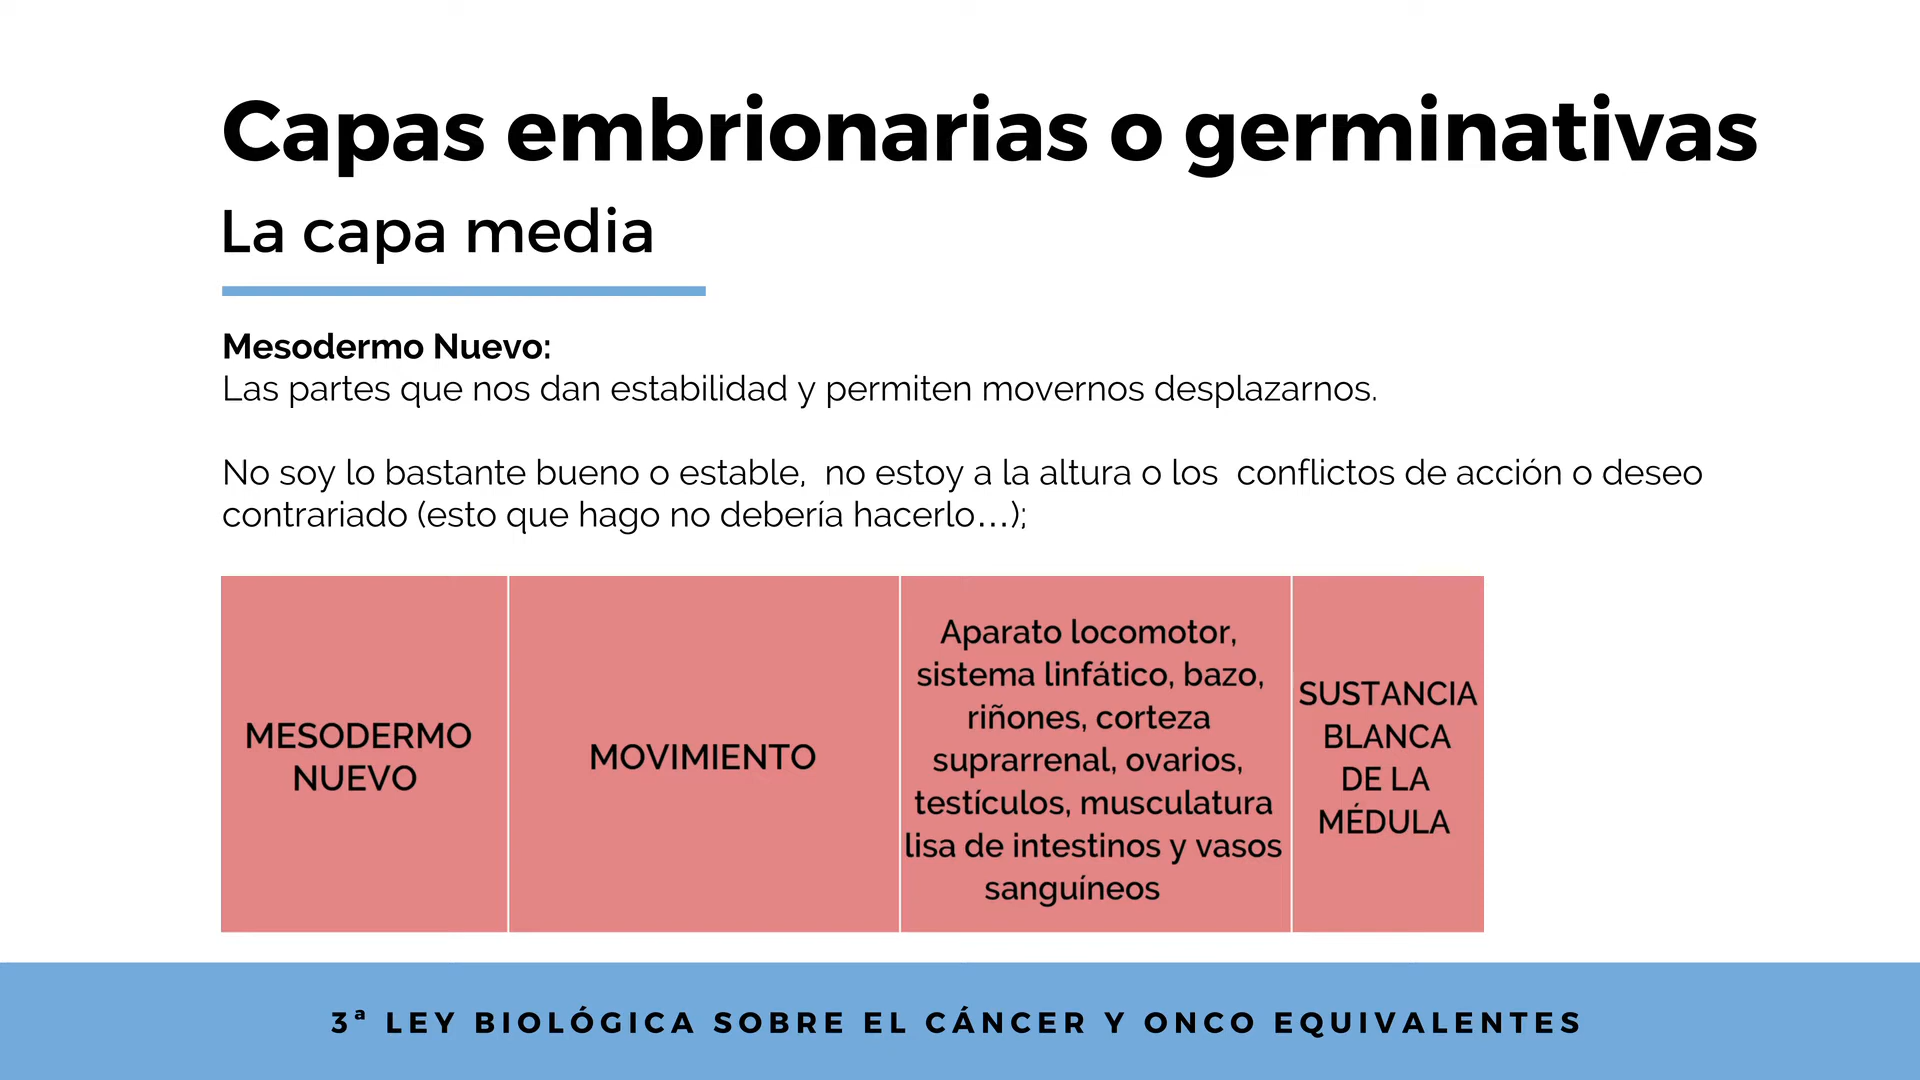 Capas embrionarias o germinativas
La capa media
Mesodermo Nuevo:
Las partes que nos dan estabilidad y permiten movernos desplazarnos.
No soy lo bastante bueno o estable,  no estoy a la altura o los  conflictos de acción o deseo
contrariado (esto que hago no debería hacerlo...);
MESODERMO
NUEVO
MOVIMIENTO
Aparato locomotor,
sistema linfático, bazo,
riñones, corteza
suprarrenal, ovarios,
testículos, musculatura
lisa de intestinos y vasos
sanguíneos
SUSTANCIA
BLANCA
DE LA
MÉDULA
3ª LEY BIOLÓGICA SOBRE EL CÁNCER Y ONCO EQUIVALENTES